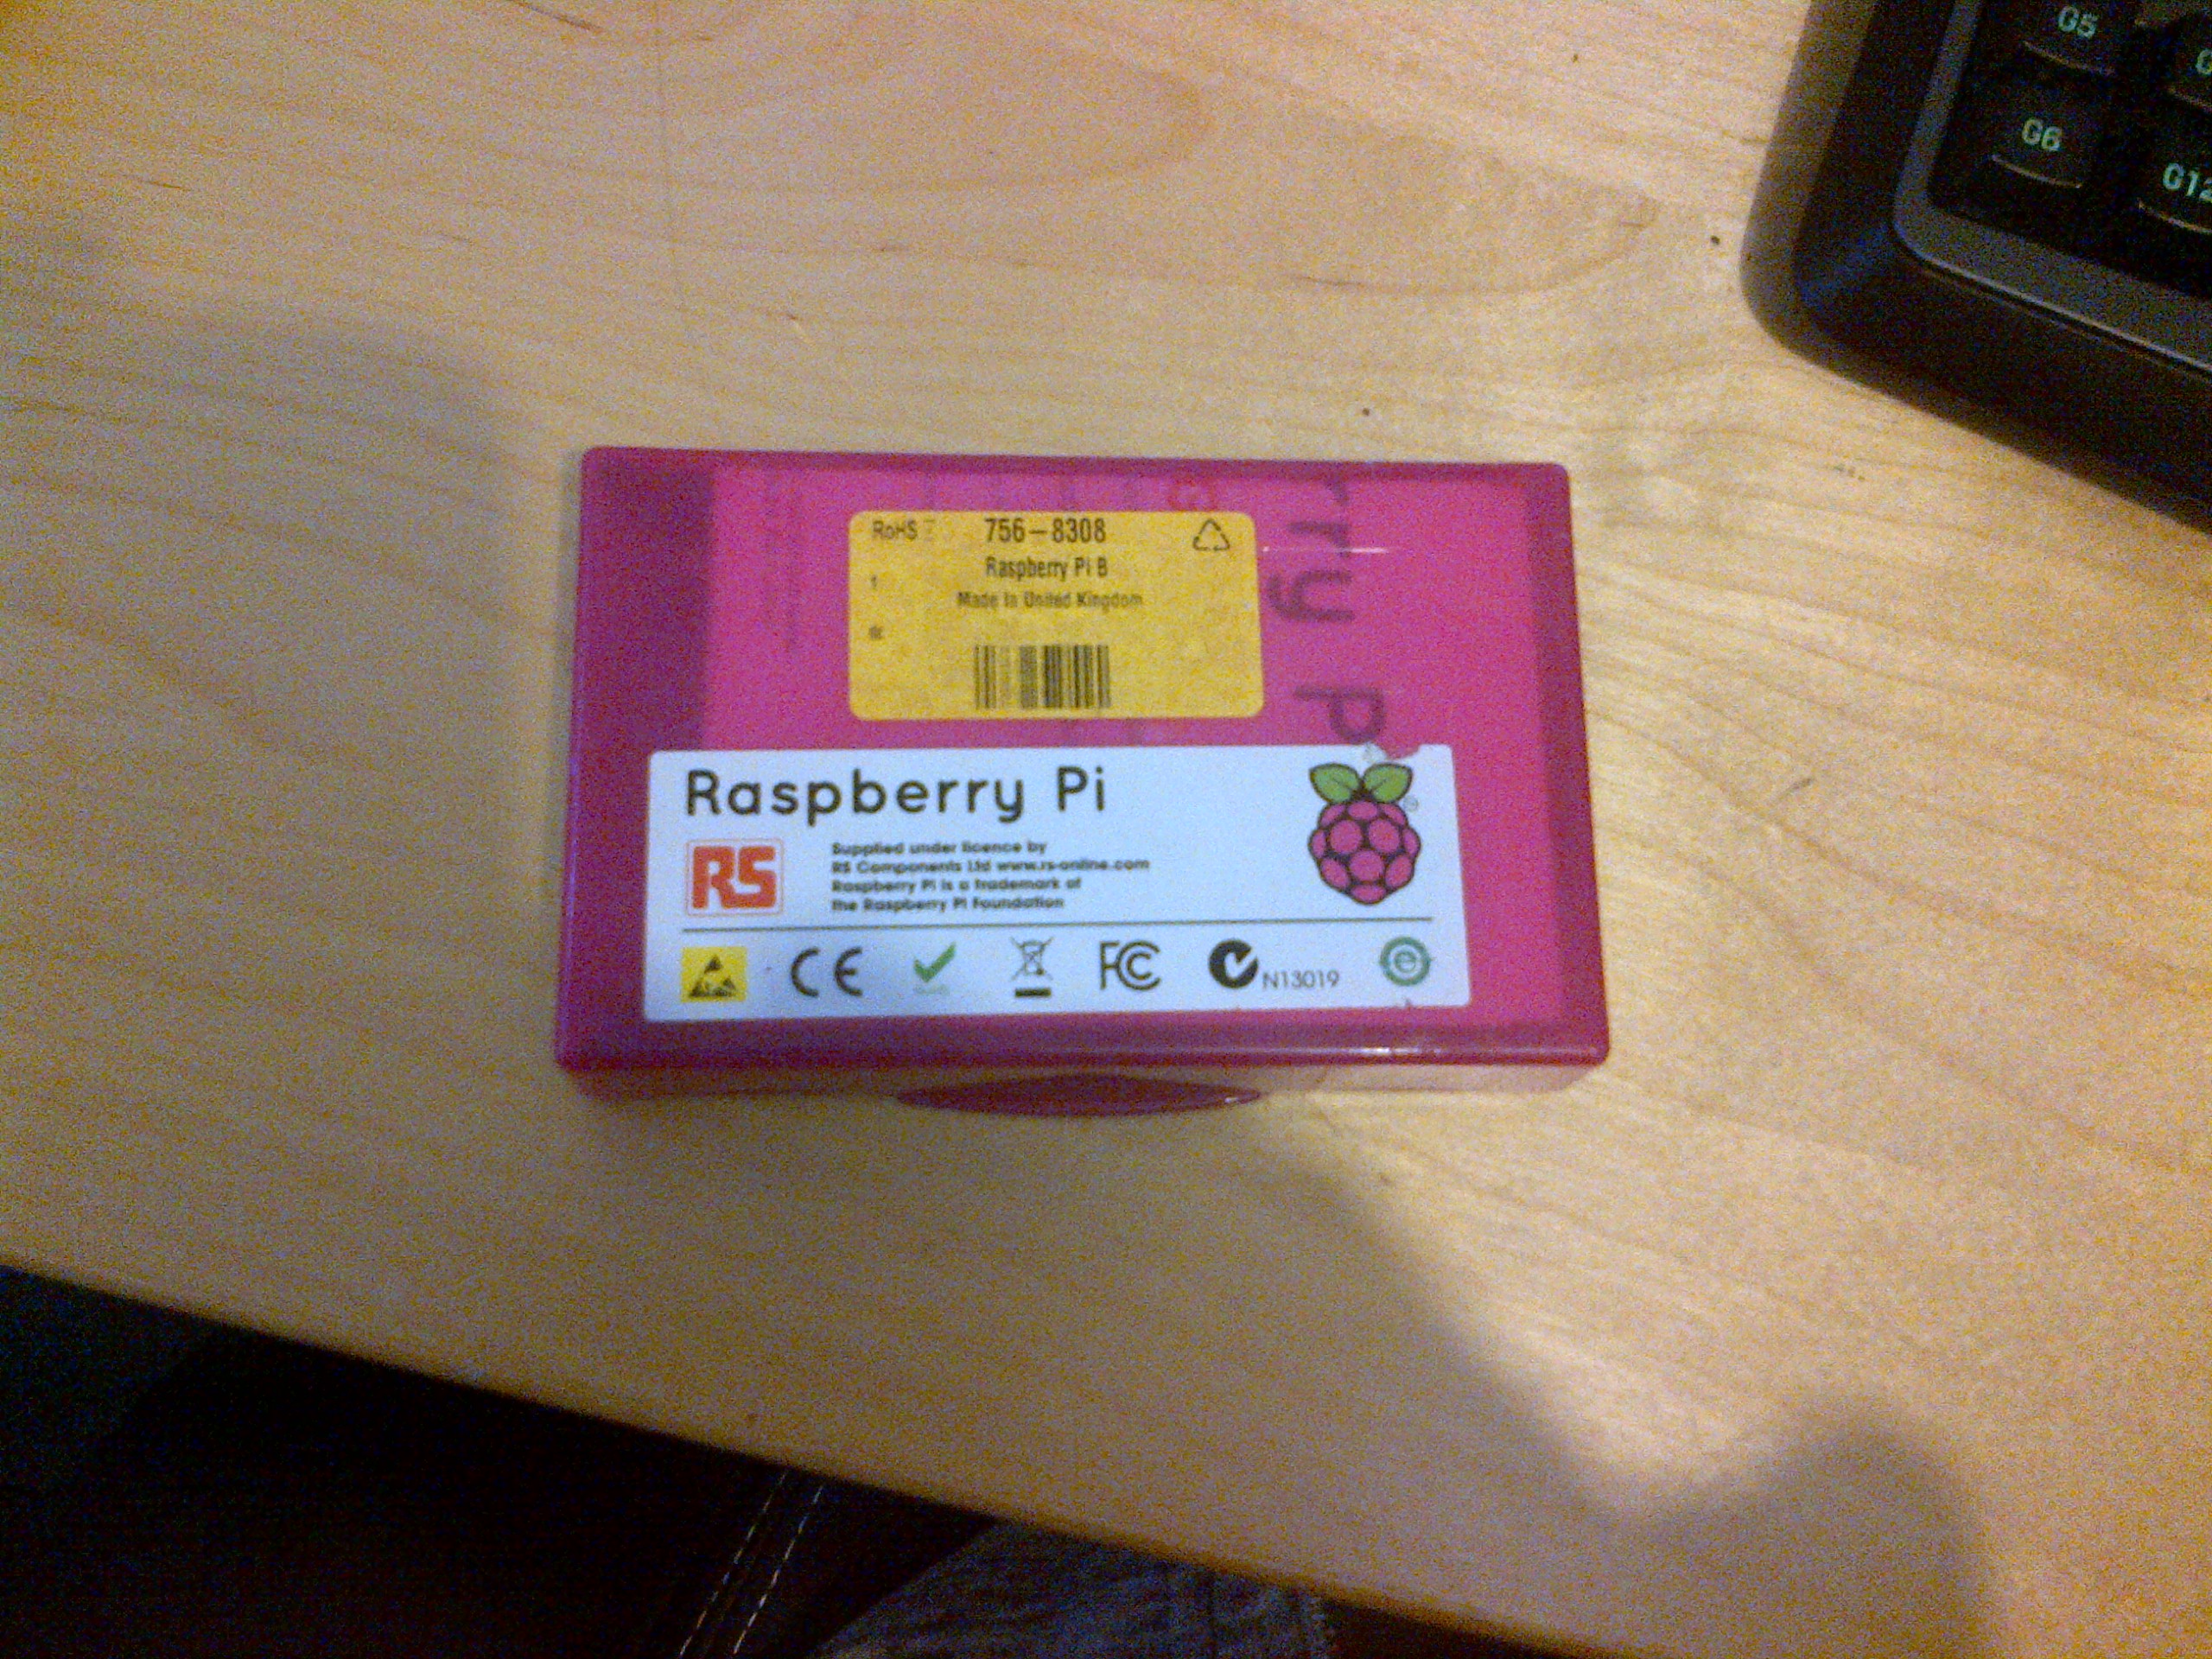 G5
G6
G12
RoHS
756-8308
Raspberry Pi B
1
Made in United Kingdom
rry P
Raspberry Pi
RS
Supplied under licence by
RS Components Ltd www.rs-online.com
Raspberry Pi is a trademark of
the Raspberry Pi Foundation
CE
FC
N13019
e